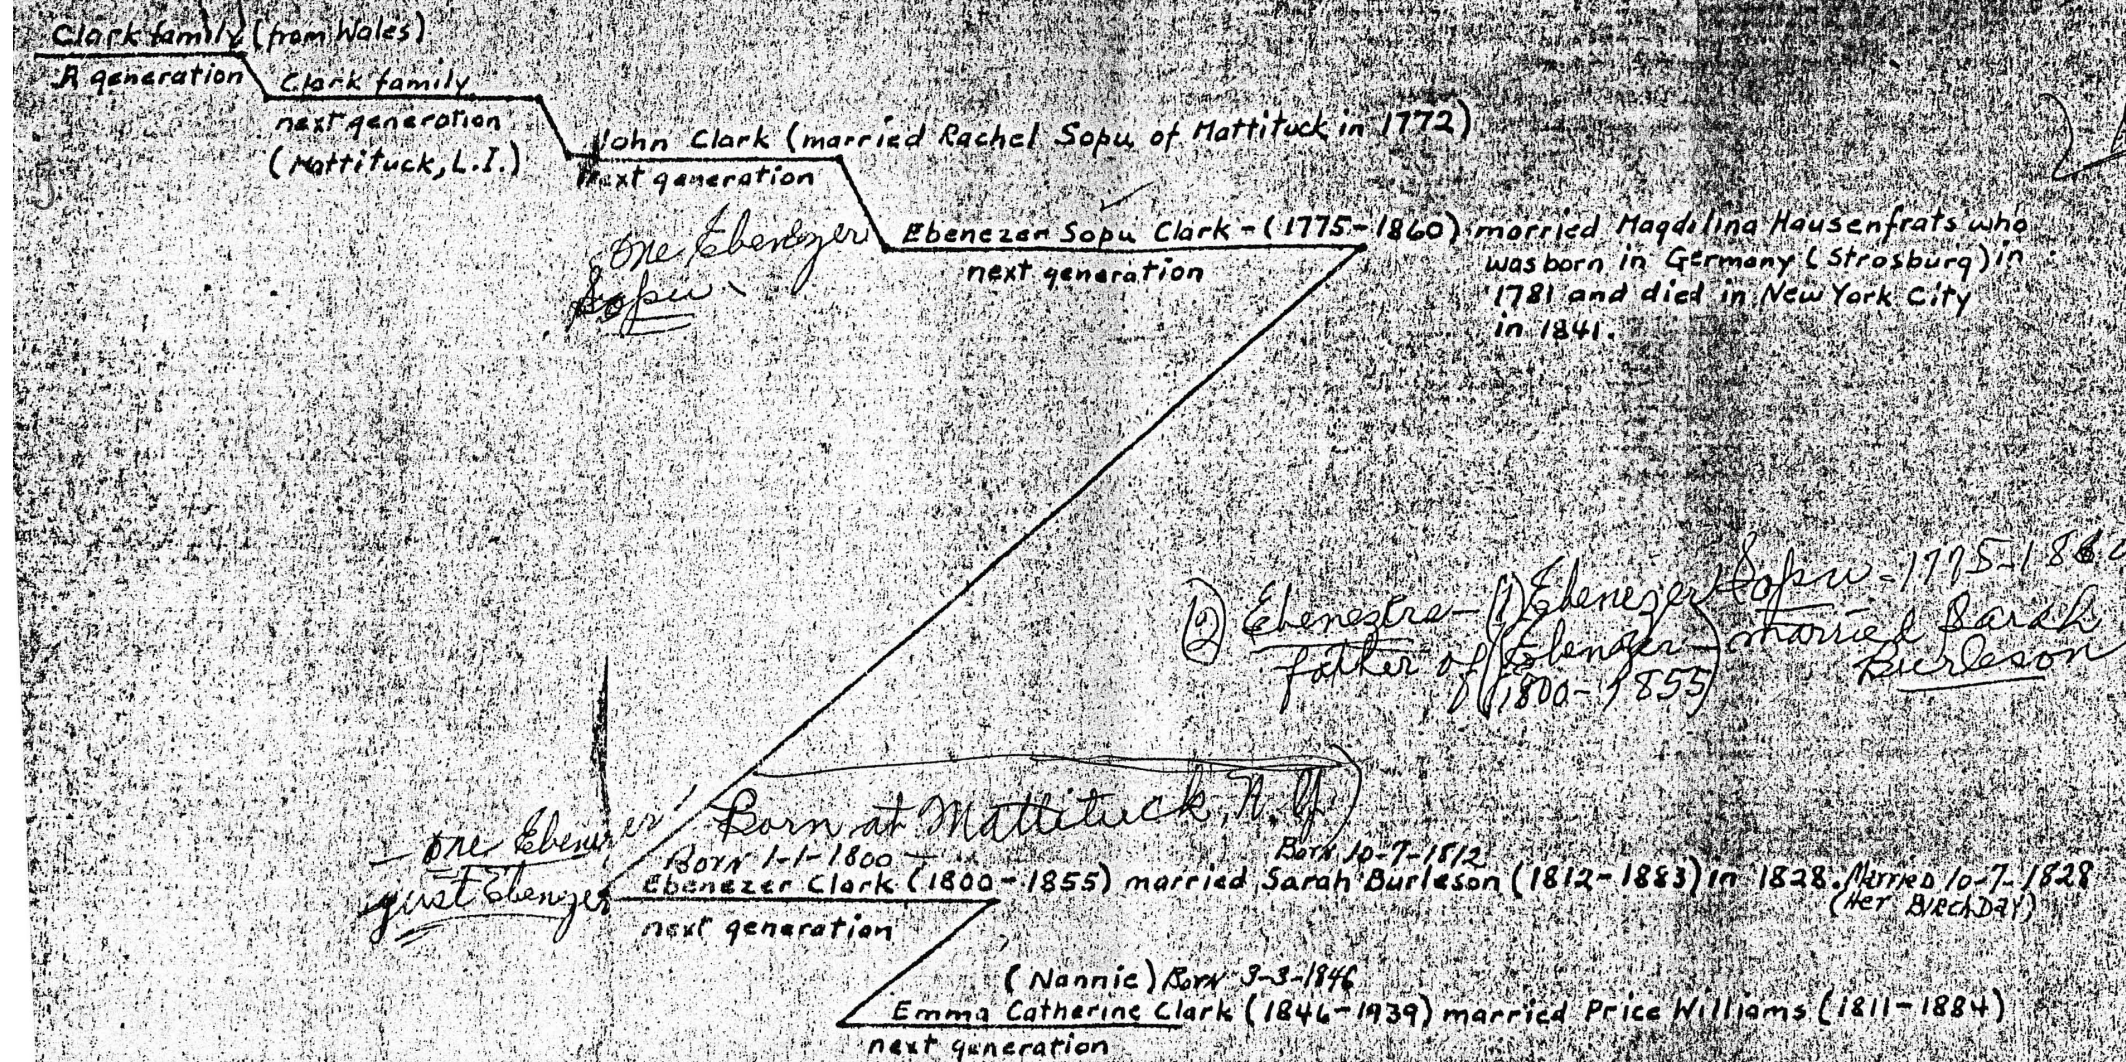 Clark family (from Wales)
A generation
Clark family
next generation
(Mattituck, L.I.)
John Clark (married Rachel Sopu of Mattituck in 1772)
next generation
one Ebenezer
Sopu
Ebenezer Sopu Clark - (1775-1860) married Magdilina Hausenfrats who
was born in Germany (Strosburg) in
1781 and died in New York City
in 1841.
next generation
(2) Ebeneztra - (1) Ebenezer Sopu - 1775-1860
father of (Ebenezer - married Sarah
1800-1855) Burleson
Born at Mattituck, N.Y.)
one Ebenezer
just Ebenezer
Born 1-1-1800 Born 10-7-1812
Ebenezer Clark (1800-1855) married Sarah Burleson (1812-1883) in 1828. Married 10-7-1828
(Her BirthDay)
next generation
(Nannie) Born 3-3-1846
Emma Catherine Clark (1846-1939) married Price Williams (1811-1884)
next generation